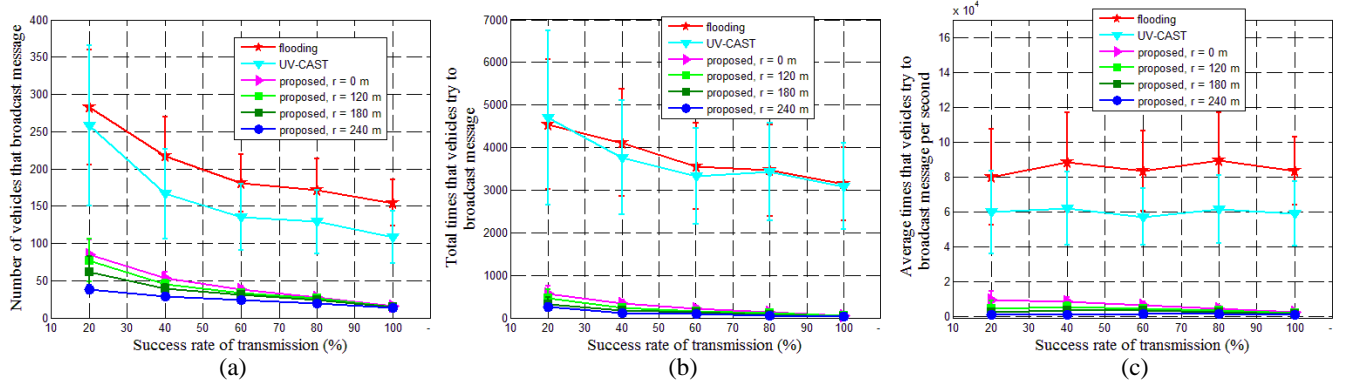 400
350
300
250
200
150
100
50
0
Number of vehicles that broadcast message
flooding
UV-CAST
proposed, r = 0 m
proposed, r = 120 m
proposed, r = 180 m
proposed, r = 240 m
10 20 30 40 50 60 70 80 90 100 -
Success rate of transmission (%)
(a)
7000
6000
5000
4000
3000
2000
1000
0
Total times that vehicles try to
broadcast message
flooding
UV-CAST
proposed, r = 0 m
proposed, r = 120 m
proposed, r = 180 m
proposed, r = 240 m
10 20 30 40 50 60 70 80 90 100 -
Success rate of transmission (%)
(b)
x 10⁴
16
14
12
10
8
6
4
2
0
Average times that vehicles try to
broadcast message per second
flooding
UV-CAST
proposed, r = 0 m
proposed, r = 120 m
proposed, r = 180 m
proposed, r = 240 m
10 20 30 40 50 60 70 80 90 100 -
Success rate of transmission (%)
(c)